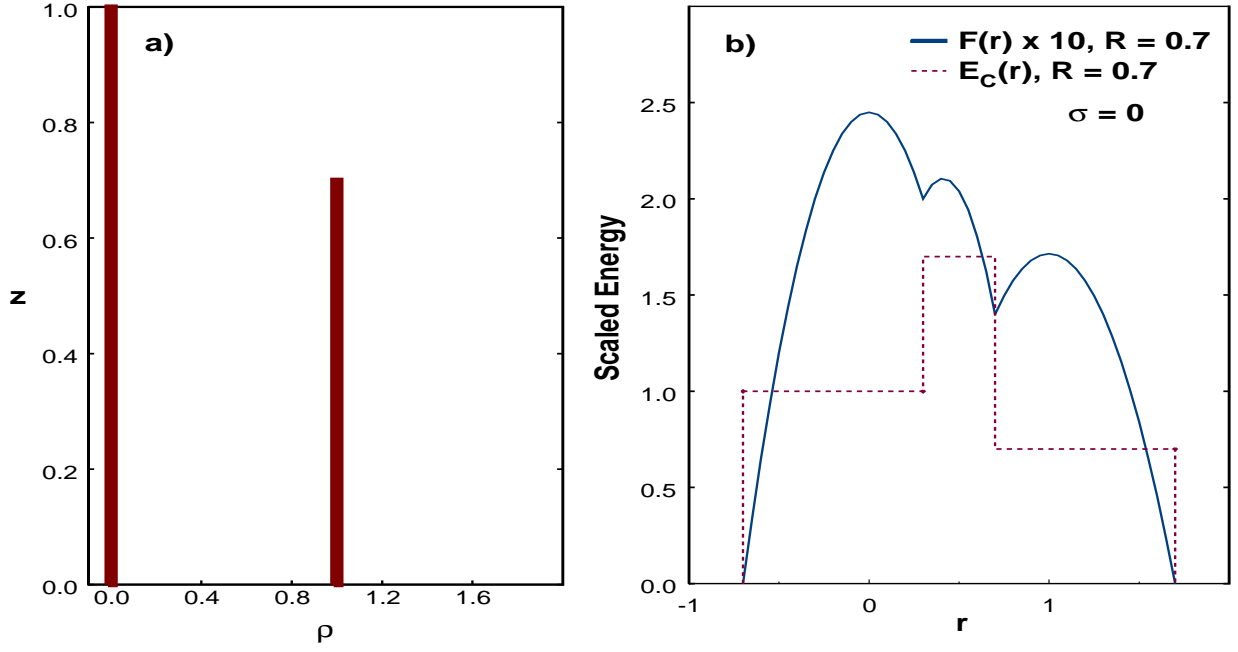 a)
1.0
0.8
0.6
0.4
0.2
0.0
N
0.0 0.4 0.8 1.2 1.6
ρ
b)
F(r) x 10, R = 0.7
E_C(r), R = 0.7
σ = 0
2.5
2.0
1.5
1.0
0.5
0.0
Scaled Energy
-1 0 1
r